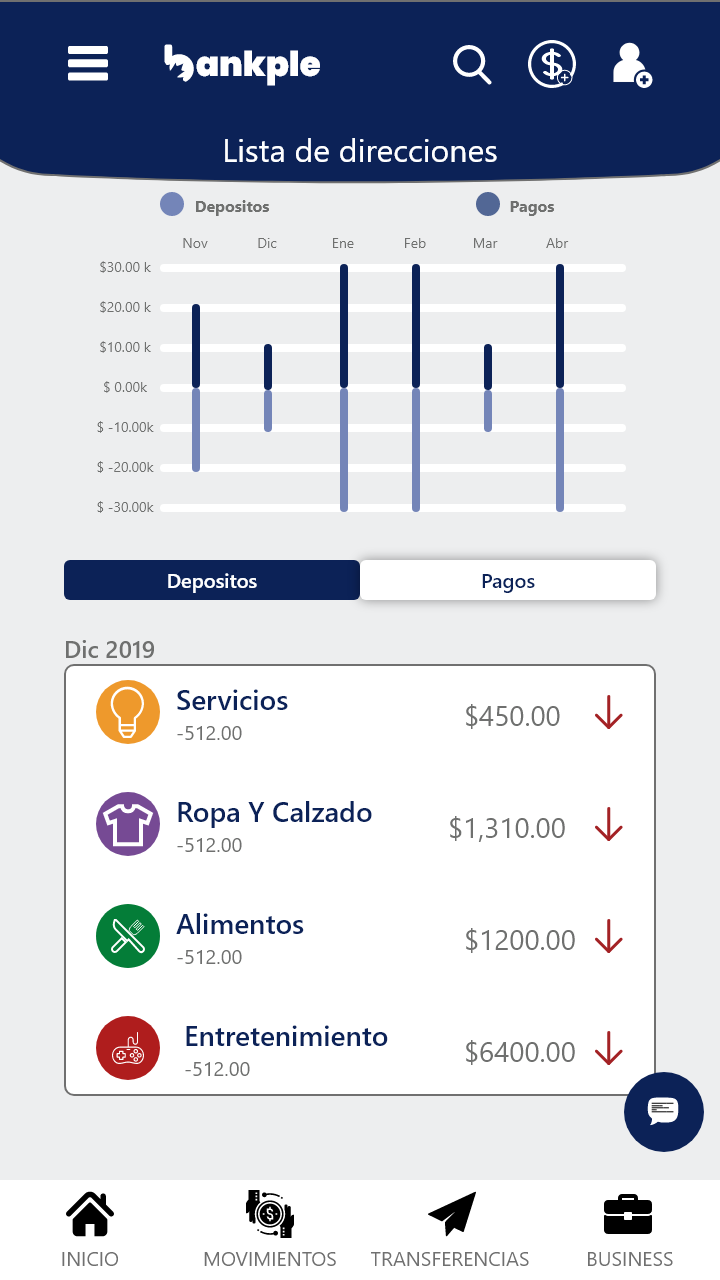 bankple
Lista de direcciones
Depositos Pagos
Nov Dic Ene Feb Mar Abr
$30.00 k
$20.00 k
$10.00 k
$ 0.00k
$ -10.00k
$ -20.00k
$ -30.00k
Depositos Pagos
Dic 2019
Servicios
-512.00
$450.00
Ropa Y Calzado
-512.00
$1,310.00
Alimentos
-512.00
$1200.00
Entretenimiento
-512.00
$6400.00
INICIO MOVIMIENTOS TRANSFERENCIAS BUSINESS